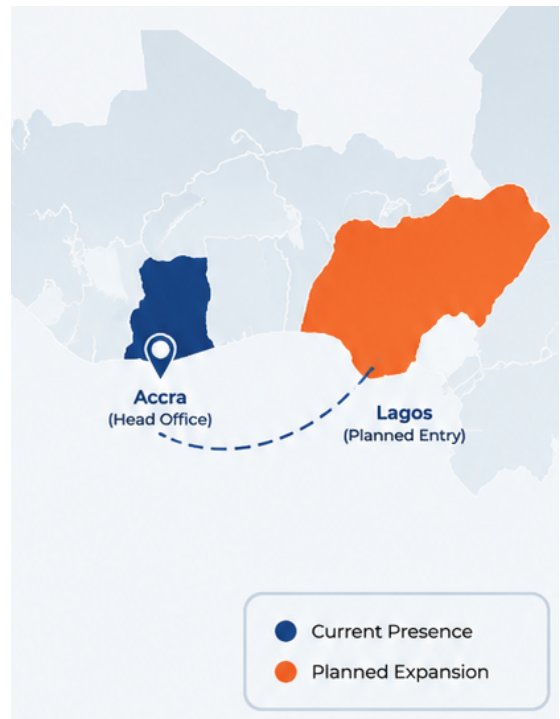 Accra
(Head Office)
Lagos
(Planned Entry)
Current Presence
Planned Expansion